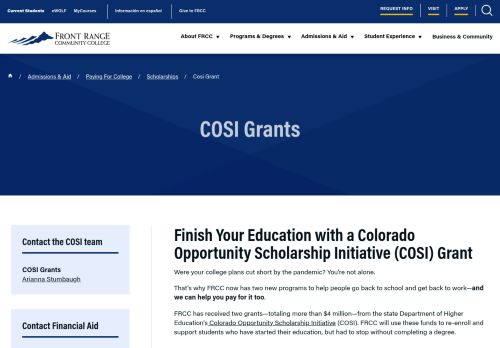 Current Students eWOLF MyCourses Información en español Give to FRCC REQUEST INFO VISIT APPLY
FRONT RANGE
COMMUNITY COLLEGE
About FRCC Programs & Degrees Admissions & Aid Student Experience Business & Community
/ Admissions & Aid / Paying For College / Scholarships / Cosi Grant
COSI Grants
Contact the COSI team
COSI Grants
Arianna Stumbaugh
Contact Financial Aid
Finish Your Education with a Colorado
Opportunity Scholarship Initiative (COSI) Grant
Were your college plans cut short by the pandemic? You're not alone.
That's why FRCC now has two new programs to help people go back to school and get back to work—and
we can help you pay for it too.
FRCC has received two grants—totaling more than $4 million—from the state Department of Higher
Education's Colorado Opportunity Scholarship Initiative (COSI). FRCC will use these funds to re-enroll and
support students who have started their education, but had to stop without completing a degree.